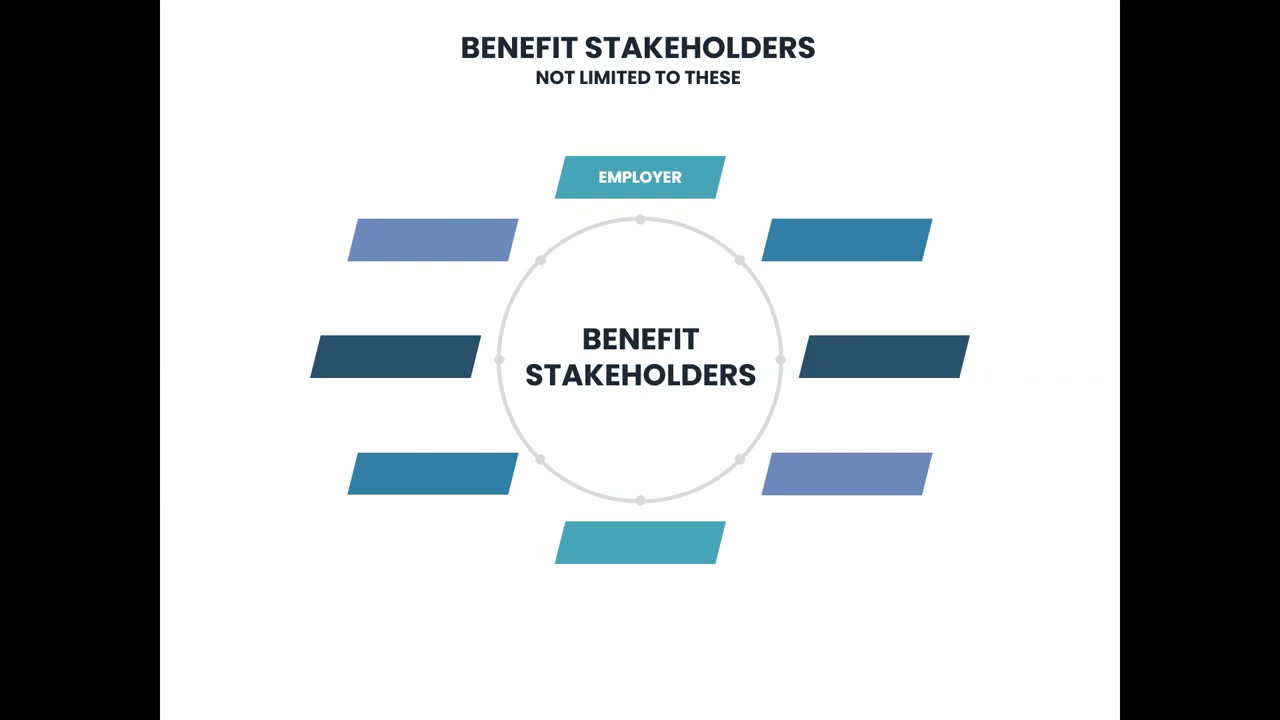 BENEFIT STAKEHOLDERS
NOT LIMITED TO THESE
EMPLOYER
BENEFIT
STAKEHOLDERS